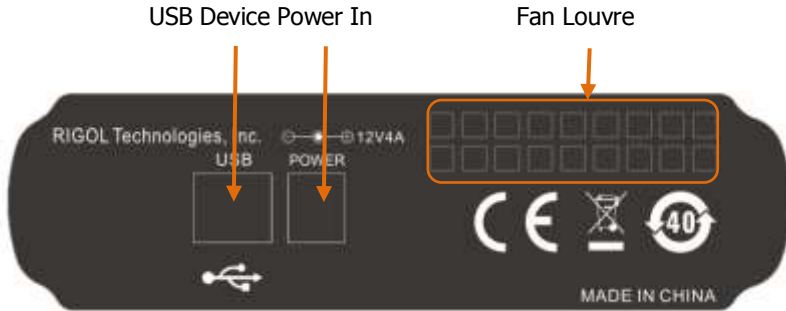 USB Device Power In
Fan Louvre
RIGOL Technologies, Inc.
12V4A
USB
POWER
CE
40
MADE IN CHINA